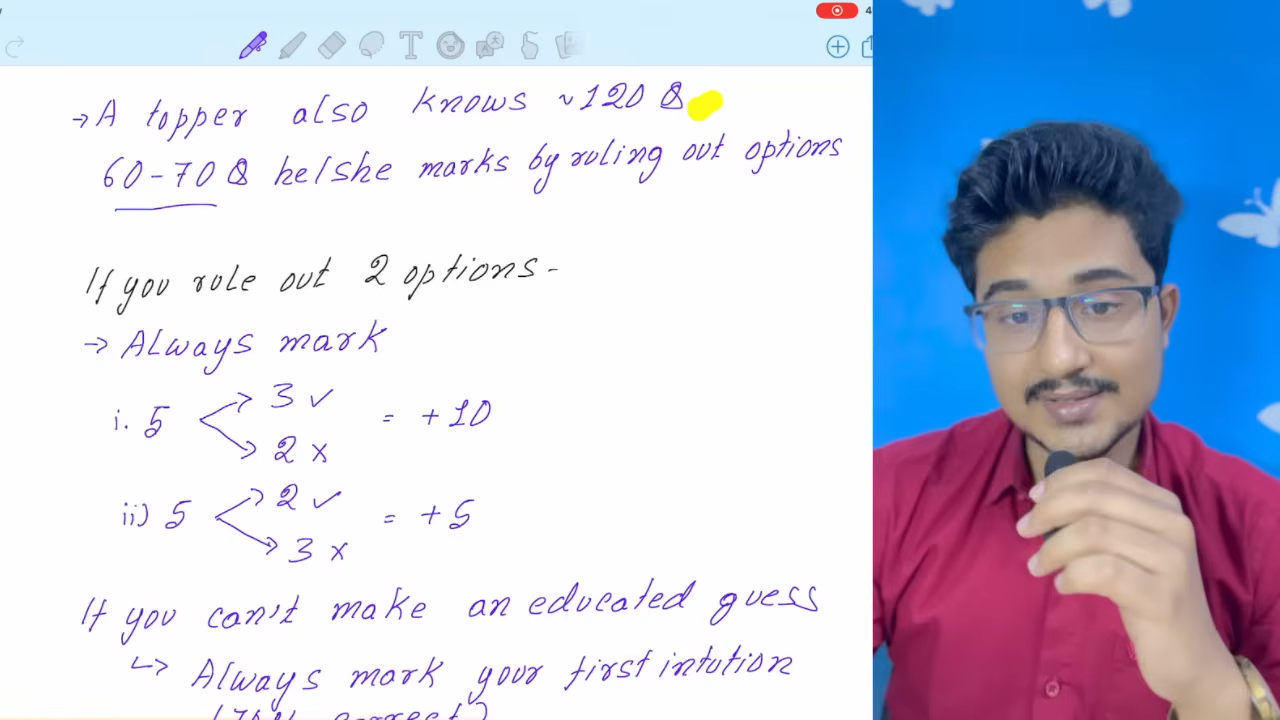 → A topper also knows ~120 Q
60-70 Q he/she marks by ruling out options
If you rule out 2 options -
→ Always mark
i. 5 → 3 ✓ = +10
→ 2 x
ii) 5 → 2 ✓ = +5
→ 3 x
If you can't make an educated guess
↳ Always mark your first intution
correct)